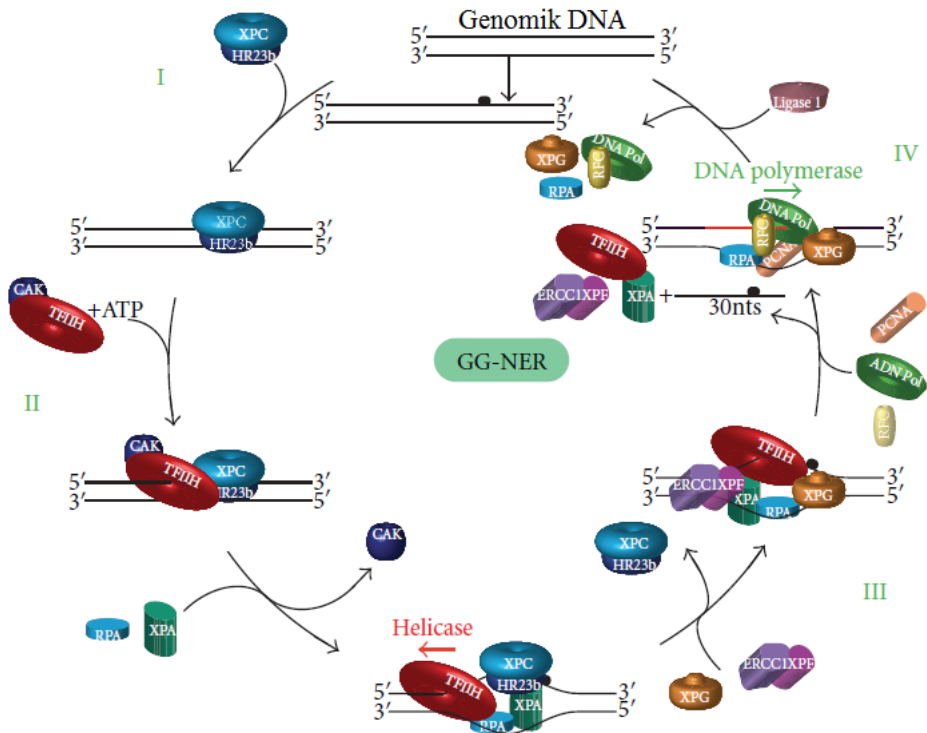 Genomik DNA
5′ 3′
3′ 5′
XPC
HR23b
I
5′ 3′
3′ 5′
Ligase 1
XPG
DNA Pol
RFC
RPA
IV
DNA polymerase
5′ XPC 3′
3′ HR23b 5′
5′ DNA Pol 3′
3′ RFC 5′
RPA
PCNA
XPG
CAK
TFIIH
+ATP
TFIIH
ERCC1 XPF
XPA
+
30nts
PCNA
GG-NER
ADN Pol
RFC
II
CAK
TFIIH
XPC
HR23b
5′ 3′
3′ 5′
TFIIH
5′ 3′
3′ 5′
ERCC1XPF
XPA
RPA
XPG
CAK
XPC
HR23b
III
RPA
XPA
Helicase
XPC
HR23b
TFIIH
5′ 3′
3′ 5′
XPA
RPA
XPG
ERCC1XPF